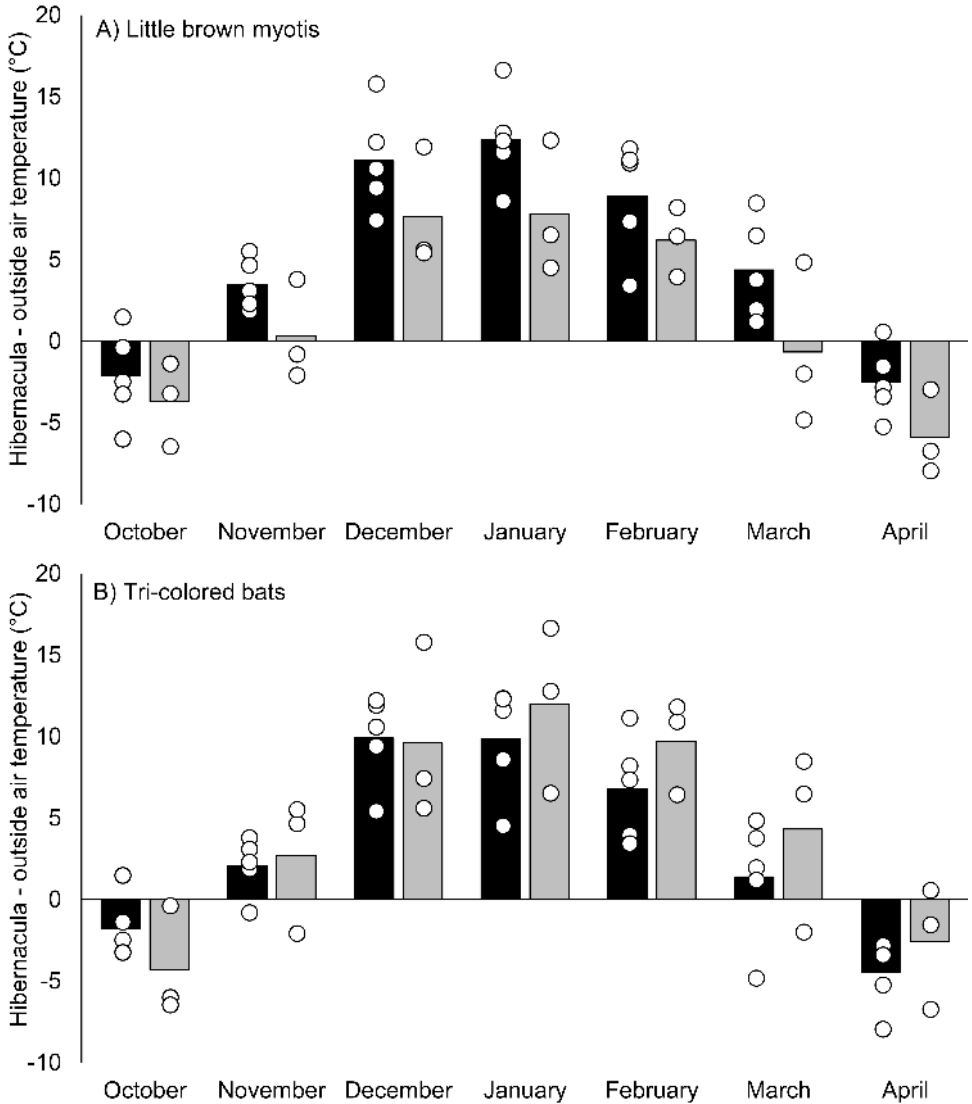 A) Little brown myotis
Hibernacula - outside air temperature (°C)
20
15
10
5
0
-5
-10
October November December January February March April
B) Tri-colored bats
Hibernacula - outside air temperature (°C)
20
15
10
5
0
-5
-10
October November December January February March April